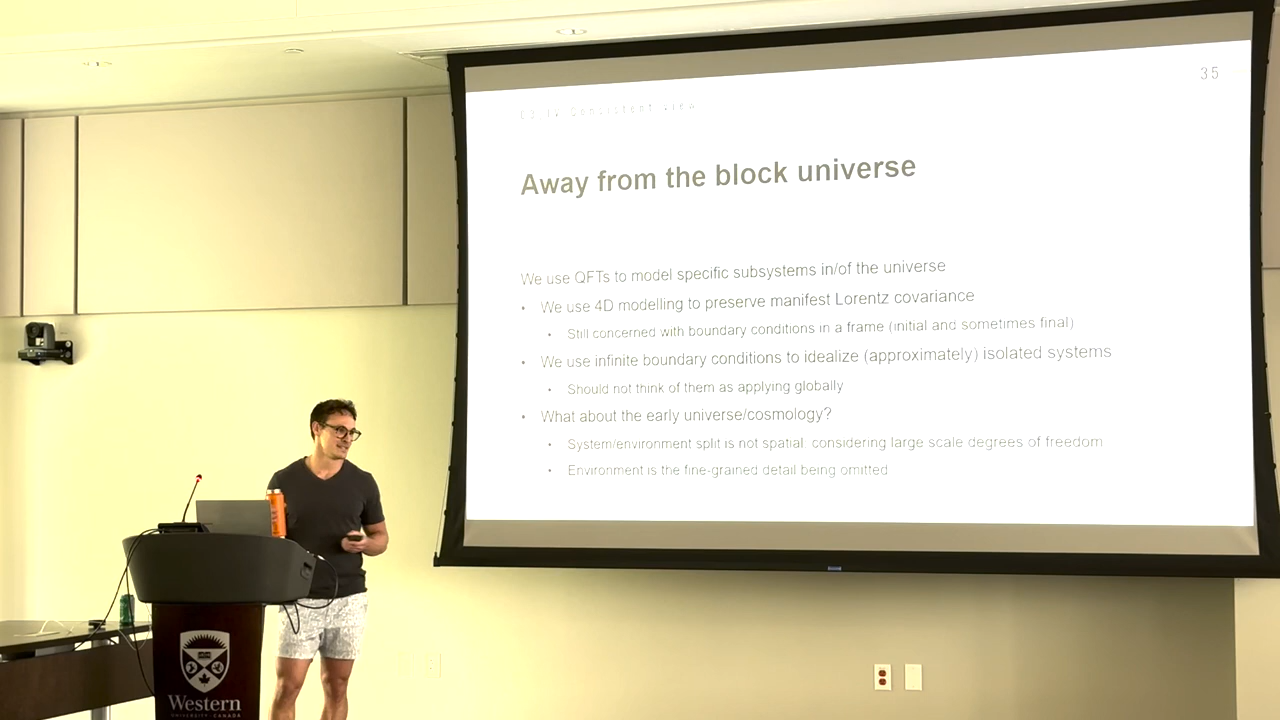 35
Consistent view
Away from the block universe
We use QFTs to model specific subsystems in/of the universe
• We use 4D modelling to preserve manifest Lorentz covariance
• Still concerned with boundary conditions in a frame (initial and sometimes final)
• We use infinite boundary conditions to idealize (approximately) isolated systems
• Should not think of them as applying globally
• What about the early universe/cosmology?
• System/environment split is not spatial: considering large scale degrees of freedom
• Environment is the fine-grained detail being omitted
Western
UNIVERSITY · CANADA